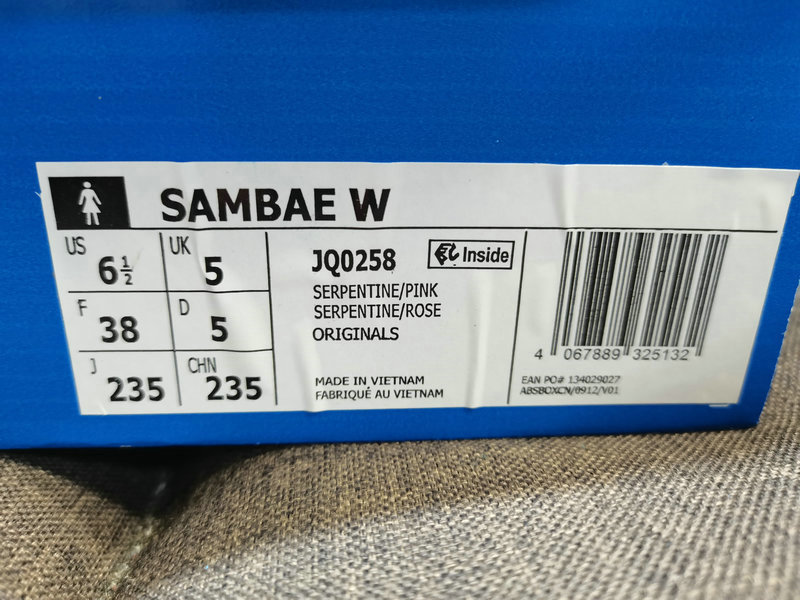 SAMBAE W
US 6½ UK 5
F 38 D 5
J 235 CHN 235
JQ0258 Inside
SERPENTINE/PINK
SERPENTINE/ROSE
ORIGINALS
MADE IN VIETNAM
FABRIQUÉ AU VIETNAM
4 067889 325132
EAN PO# 134029027
ABSBOXCN/0912/V01